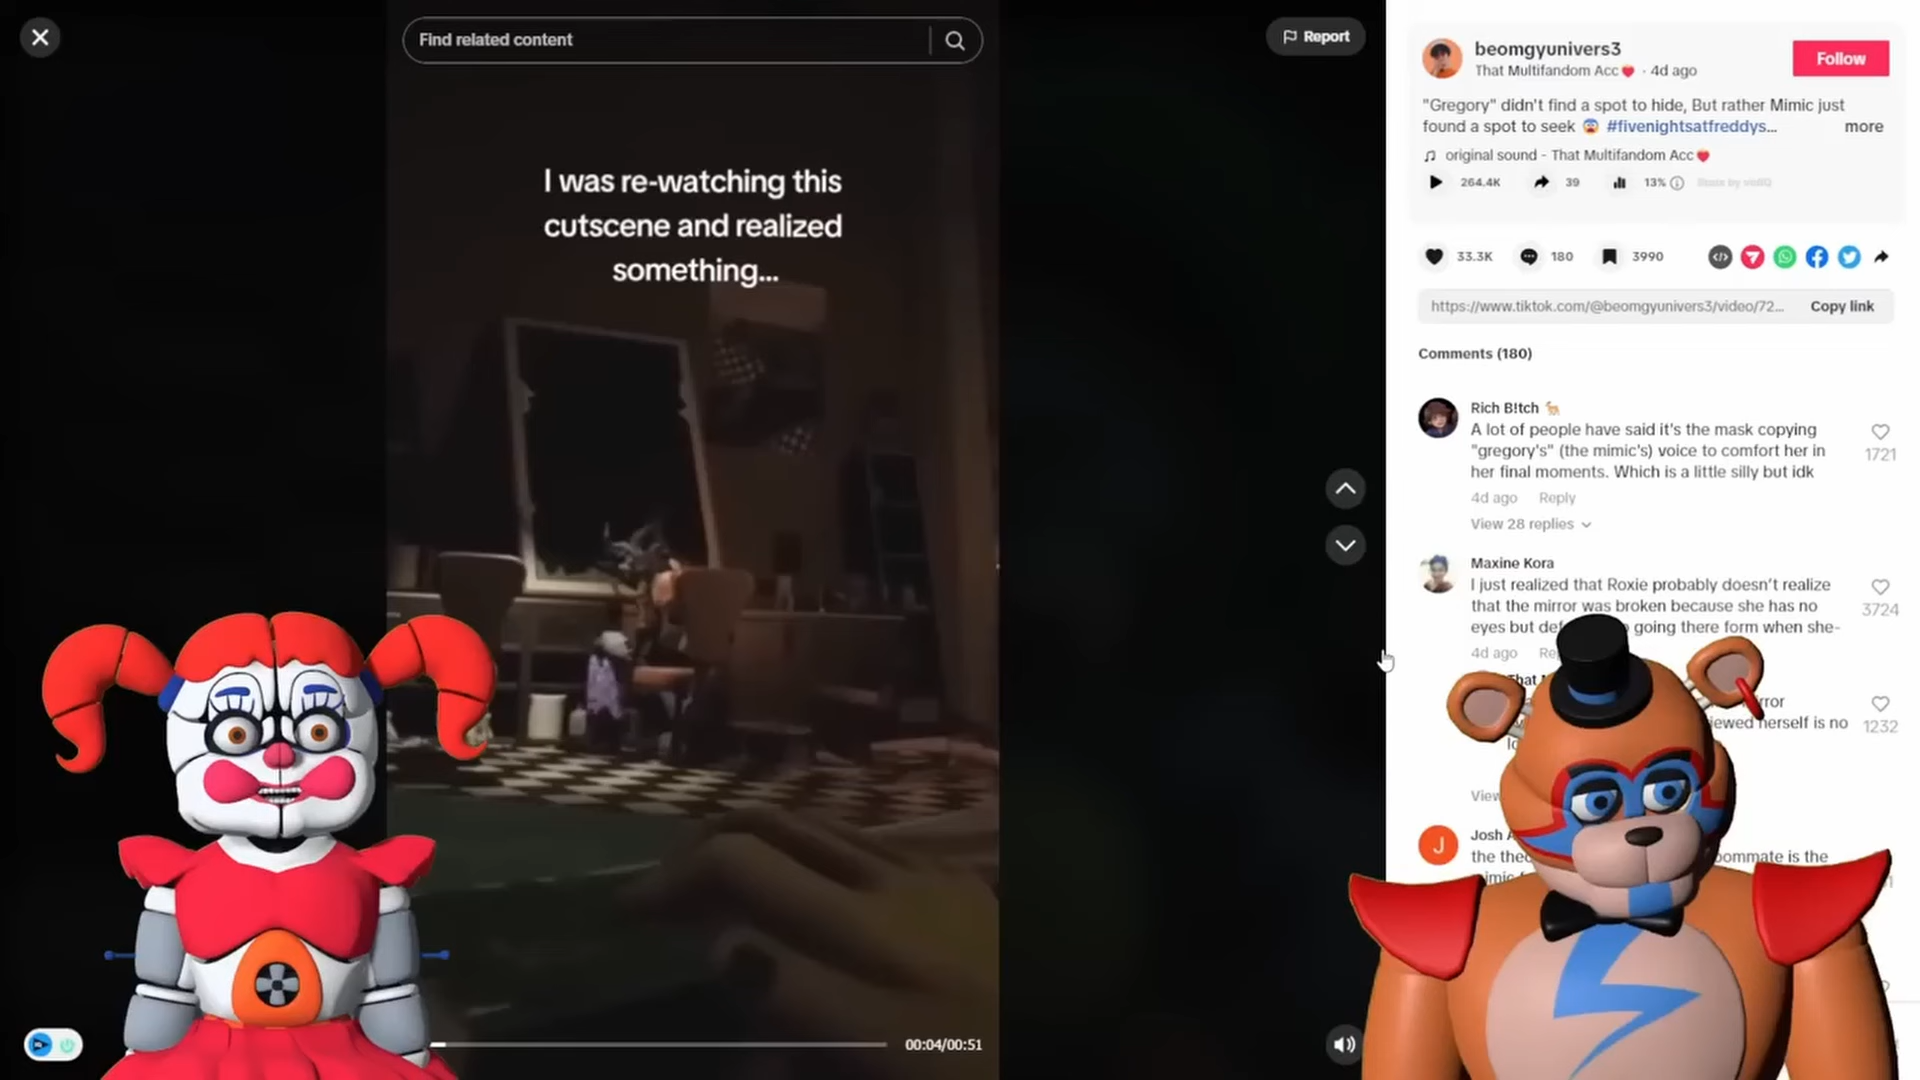 Find related content
Report
I was re-watching this
cutscene and realized
something...
00:04/00:51
beomgyunivers3
That Multifandom Acc❤️ · 4d ago
Follow
"Gregory" didn't find a spot to hide, But rather Mimic just
found a spot to seek 😨 #fivenightsatfreddys... more
original sound - That Multifandom Acc❤️
264.4K 39 13%
33.3K 180 3990
https://www.tiktok.com/@beomgyunivers3/video/72... Copy link
Comments (180)
Rich B!tch 🐆
A lot of people have said it's the mask copying
"gregory's" (the mimic's) voice to comfort her in
her final moments. Which is a little silly but idk
1721
4d ago Reply
View 28 replies
Maxine Kora
I just realized that Roxie probably doesn't realize
that the mirror was broken because she has no
eyes but going there form when she-
3724
4d ago
That
herself is no
1232
View
J
Josh
the
is the